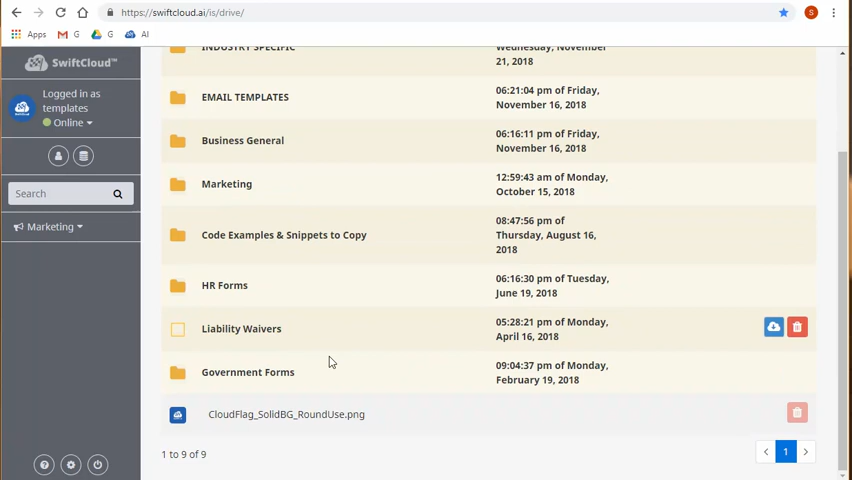 https://swiftcloud.ai/is/drive/
S
Apps
G
G
AI
SwiftCloud™
Logged in as
templates
Online
Search
Marketing
INDUSTRY SPECIFIC
Wednesday, November
21, 2018
EMAIL TEMPLATES
06:21:04 pm of Friday,
November 16, 2018
Business General
06:16:11 pm of Friday,
November 16, 2018
Marketing
12:59:43 am of Monday,
October 15, 2018
Code Examples & Snippets to Copy
08:47:56 pm of
Thursday, August 16,
2018
HR Forms
06:16:30 pm of Tuesday,
June 19, 2018
Liability Waivers
05:28:21 pm of Monday,
April 16, 2018
Government Forms
09:04:37 pm of Monday,
February 19, 2018
CloudFlag_SolidBG_RoundUse.png
1 to 9 of 9
1